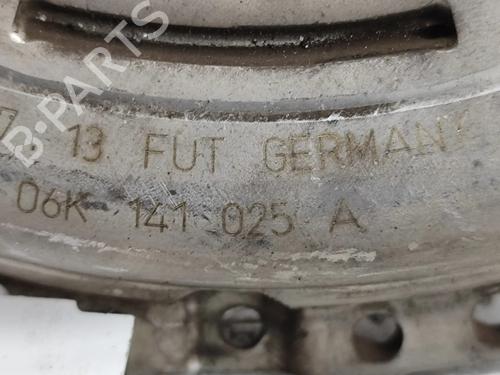 B-PARTS
13 FUT GERMANY
06K 141 025 A